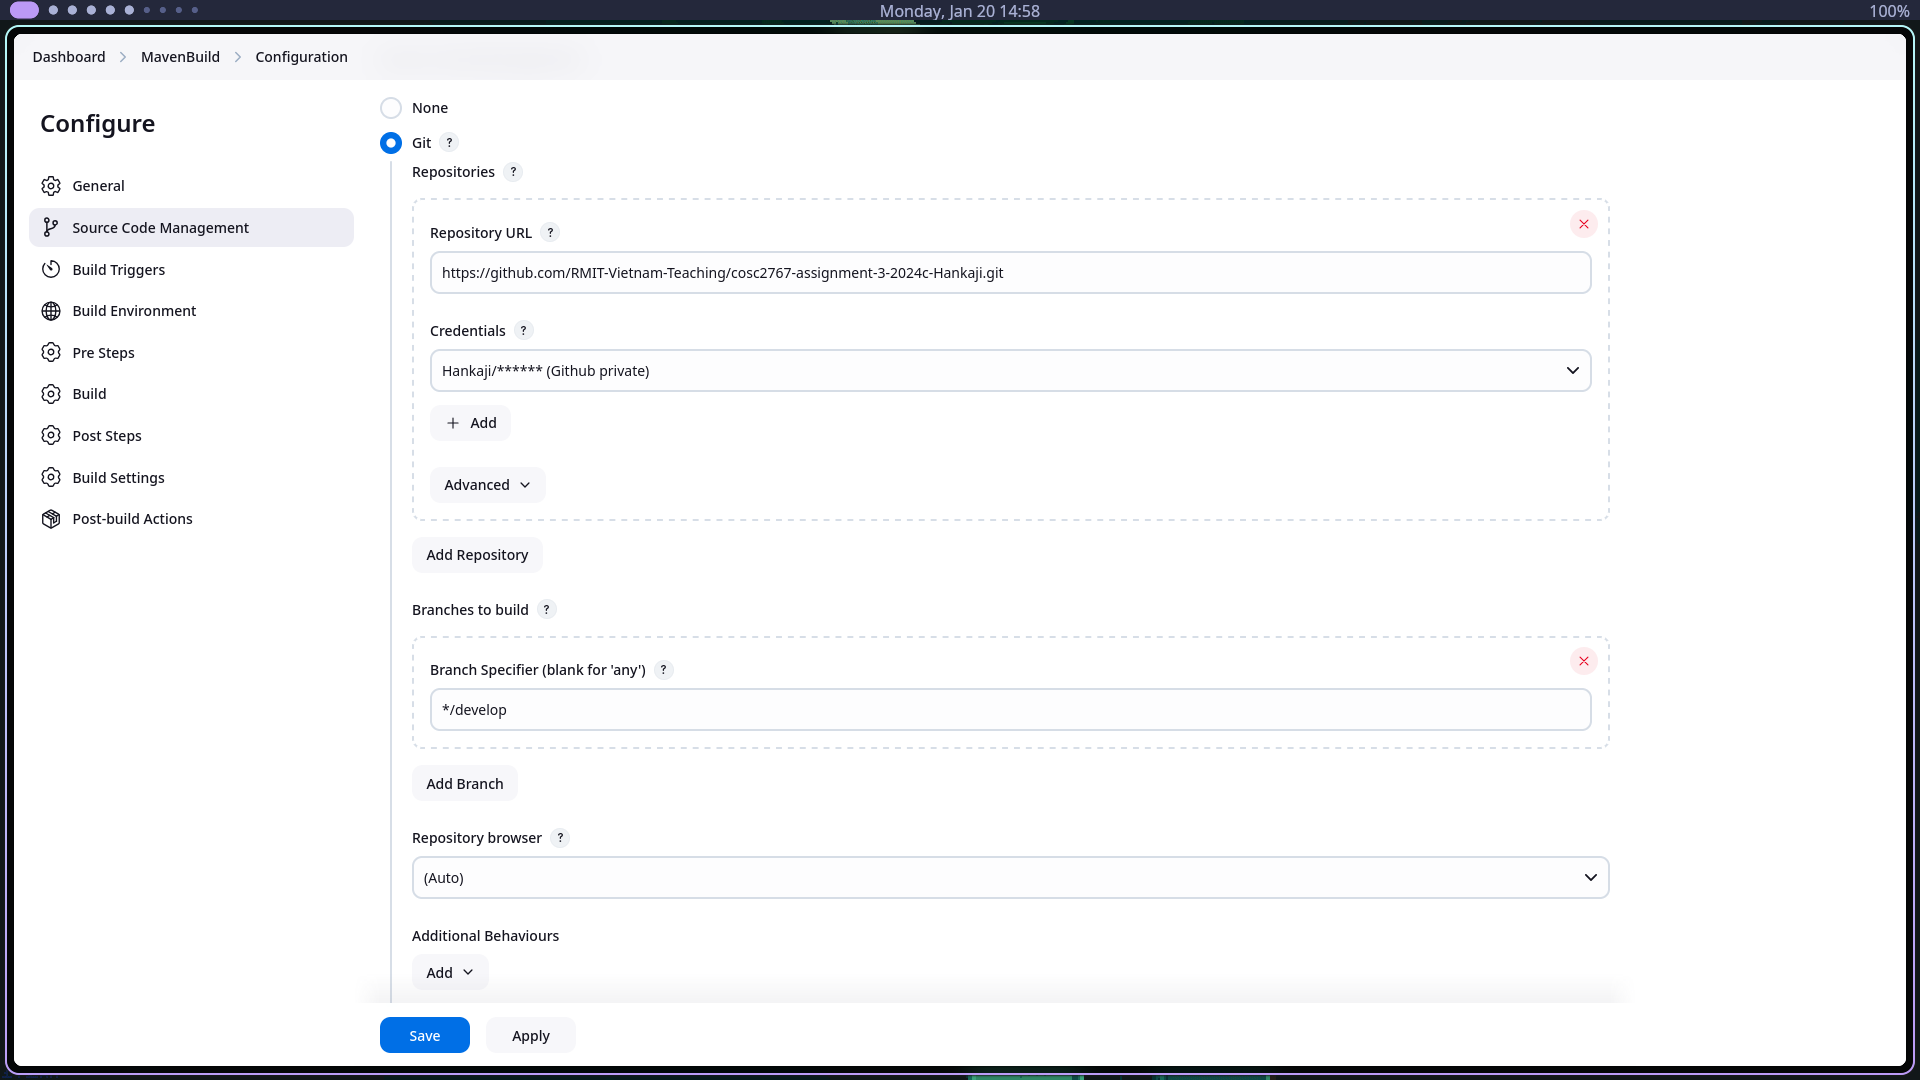 Monday, Jan 20 14:58
100%
Dashboard
MavenBuild
Configuration
Configure
General
Source Code Management
Build Triggers
Build Environment
Pre Steps
Build
Post Steps
Build Settings
Post-build Actions
None
Git ?
Repositories ?
Repository URL ?
https://github.com/RMIT-Vietnam-Teaching/cosc2767-assignment-3-2024c-Hankaji.git
Credentials ?
Hankaji/****** (Github private)
+ Add
Advanced
Add Repository
Branches to build ?
Branch Specifier (blank for 'any') ?
*/develop
Add Branch
Repository browser ?
(Auto)
Additional Behaviours
Add
Save
Apply